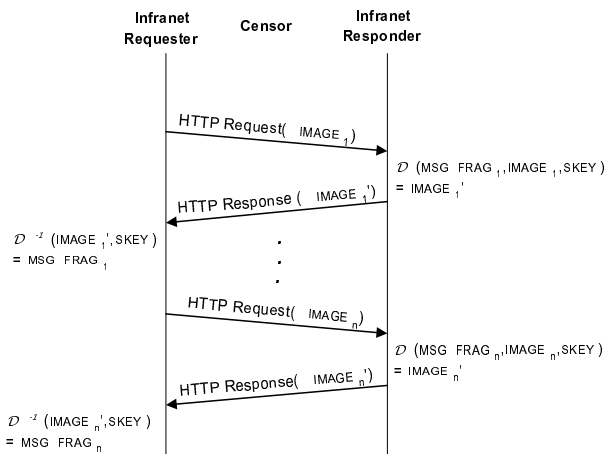 Infranet Requester
Censor
Infranet Responder
HTTP Request( IMAGE 1)
D (MSG FRAG 1,IMAGE 1,SKEY)
= IMAGE 1'
HTTP Response ( IMAGE 1')
D -1 (IMAGE 1',SKEY)
= MSG FRAG 1
.
.
.
HTTP Request( IMAGE n)
D (MSG FRAG n,IMAGE n,SKEY)
= IMAGE n'
HTTP Response( IMAGE n')
D -1 (IMAGE n',SKEY)
= MSG FRAG n